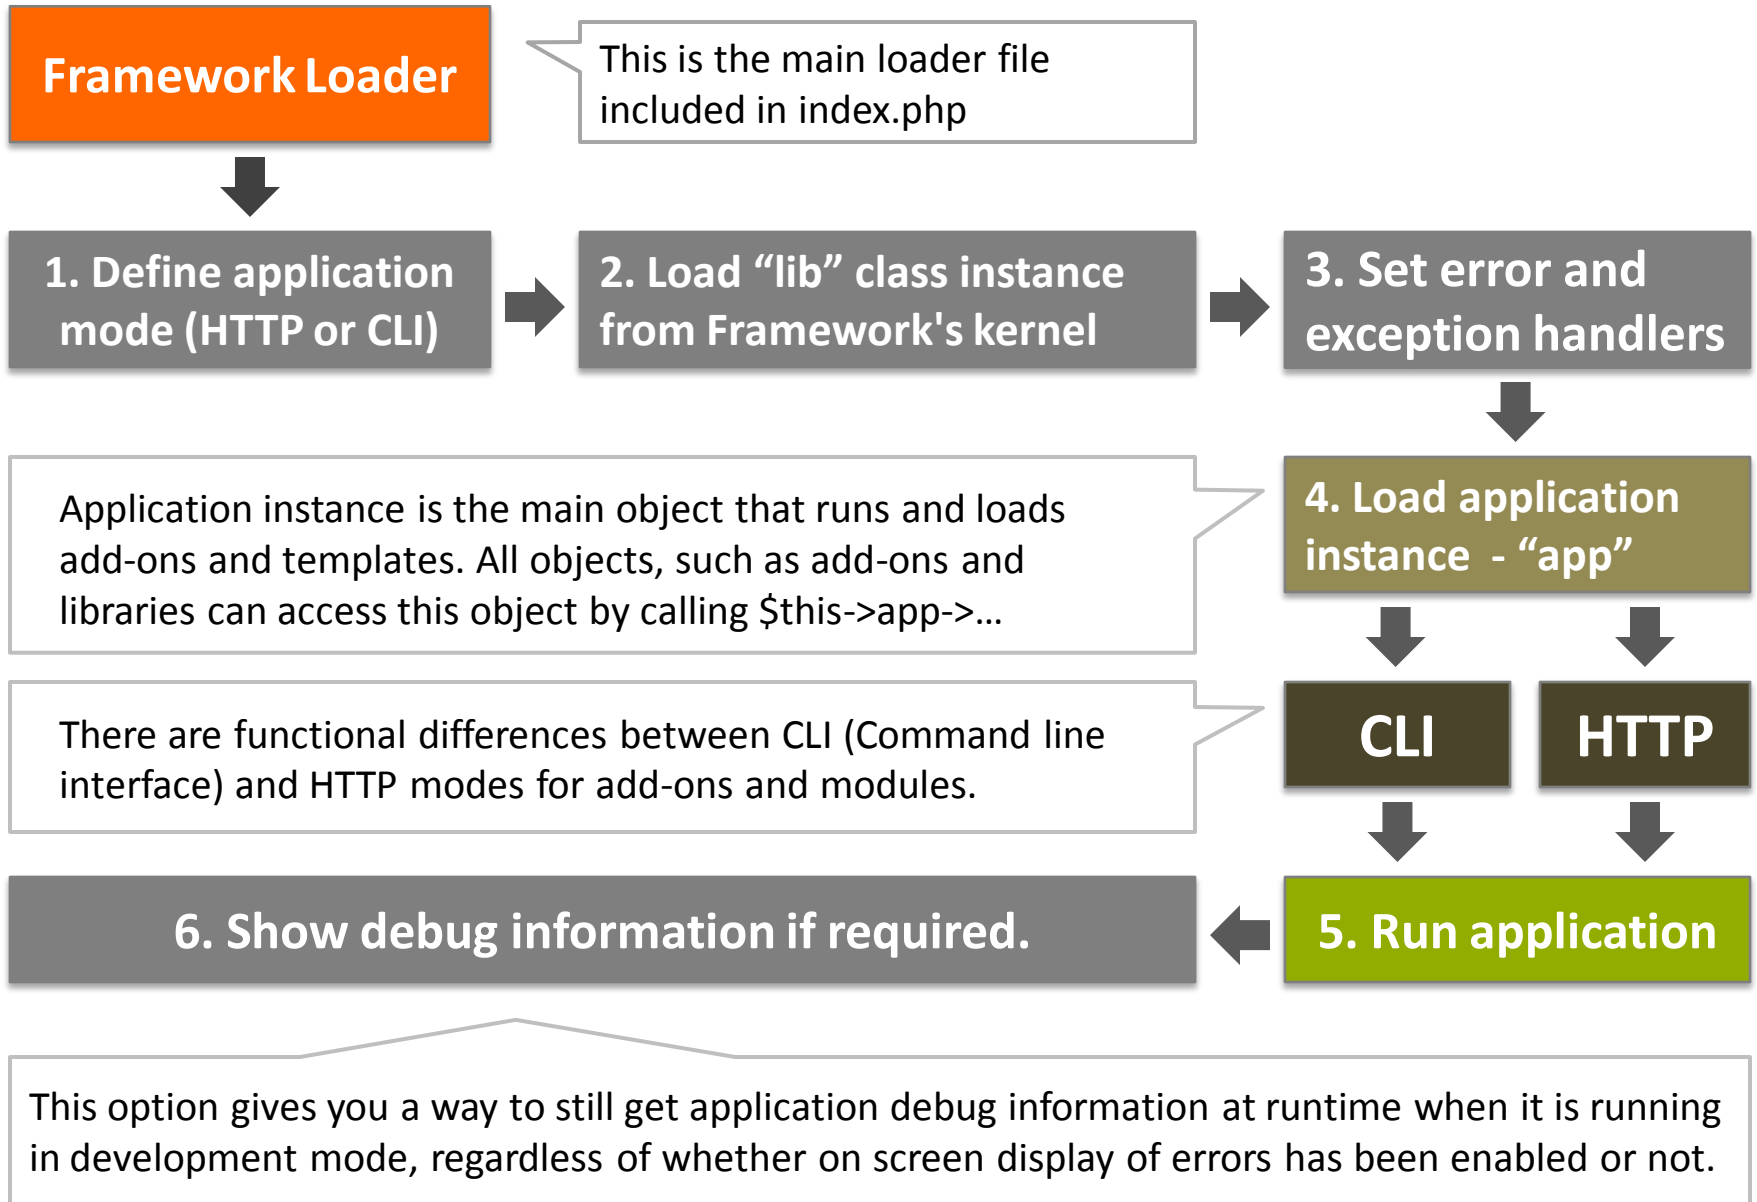 Framework Loader
This is the main loader file
included in index.php
1. Define application
mode (HTTP or CLI)
2. Load “lib” class instance
from Framework's kernel
3. Set error and
exception handlers
Application instance is the main object that runs and loads
add-ons and templates. All objects, such as add-ons and
libraries can access this object by calling $this->app->…
4. Load application
instance - “app”
There are functional differences between CLI (Command line
interface) and HTTP modes for add-ons and modules.
CLI
HTTP
6. Show debug information if required.
5. Run application
This option gives you a way to still get application debug information at runtime when it is running
in development mode, regardless of whether on screen display of errors has been enabled or not.